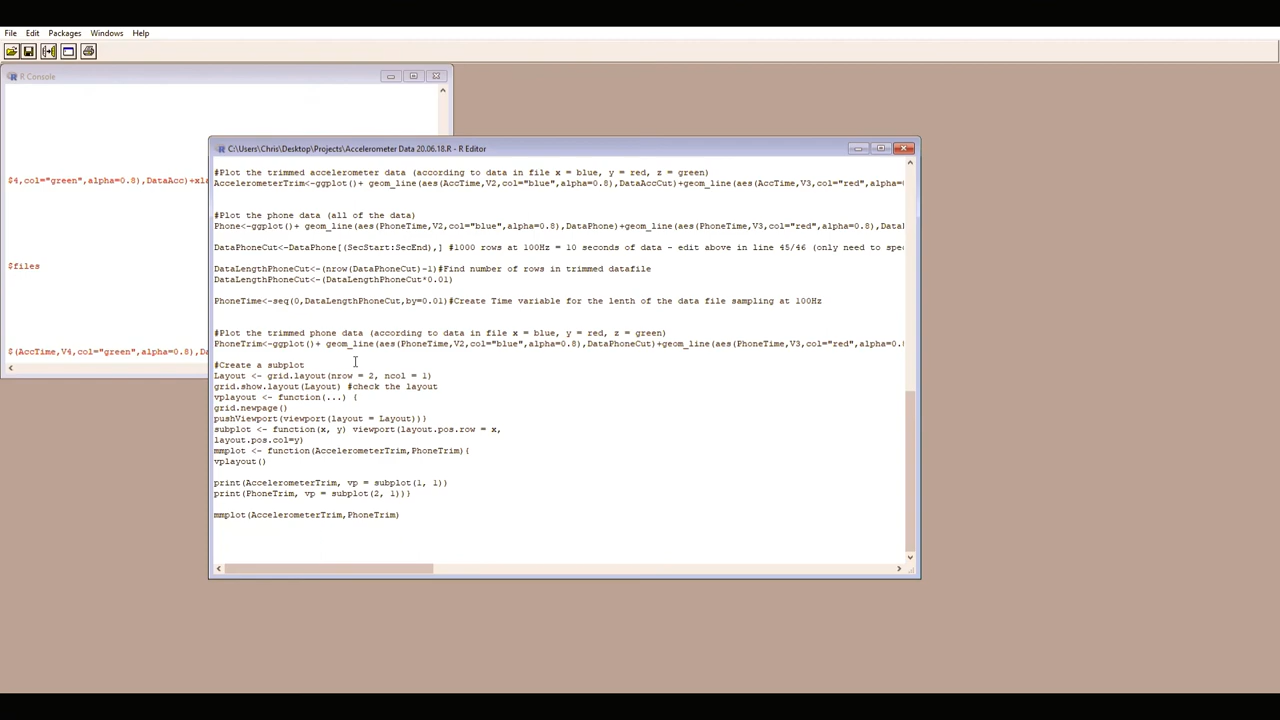 File Edit Packages Windows Help
R Console
$4,col="green",alpha=0.8),DataAcc)+xla
$files
$(AccTime,V4,col="green",alpha=0.8),Da
C:\Users\Chris\Desktop\Projects\Accelerometer Data 20.06.18.R - R Editor
#Plot the trimmed accelerometer data (according to data in file x = blue, y = red, z = green)
AccelerometerTrim<-ggplot()+ geom_line(aes(AccTime,V2,col="blue",alpha=0.8),DataAccCut)+geom_line(aes(AccTime,V3,col="red",alpha=
#Plot the phone data (all of the data)
Phone<-ggplot()+ geom_line(aes(PhoneTime,V2,col="blue",alpha=0.8),DataPhone)+geom_line(aes(PhoneTime,V3,col="red",alpha=0.8),Data
DataPhoneCut<-DataPhone[(SecStart:SecEnd),] #1000 rows at 100Hz = 10 seconds of data - edit above in line 45/46 (only need to spe
DataLengthPhoneCut<-(nrow(DataPhoneCut)-1)#Find number of rows in trimmed datafile
DataLengthPhoneCut<-(DataLengthPhoneCut*0.01)
PhoneTime<-seq(0,DataLengthPhoneCut,by=0.01)#Create Time variable for the lenth of the data file sampling at 100Hz
#Plot the trimmed phone data (according to data in file x = blue, y = red, z = green)
PhoneTrim<-ggplot()+ geom_line(aes(PhoneTime,V2,col="blue",alpha=0.8),DataPhoneCut)+geom_line(aes(PhoneTime,V3,col="red",alpha=0.8
#Create a subplot
Layout <- grid.layout(nrow = 2, ncol = 1)
grid.show.layout(Layout) #check the layout
vplayout <- function(...) {
grid.newpage()
pushViewport(viewport(layout = Layout))}
subplot <- function(x, y) viewport(layout.pos.row = x,
layout.pos.col=y)
mmplot <- function(AccelerometerTrim,PhoneTrim){
vplayout()
print(AccelerometerTrim, vp = subplot(1, 1))
print(PhoneTrim, vp = subplot(2, 1))}
mmplot(AccelerometerTrim,PhoneTrim)